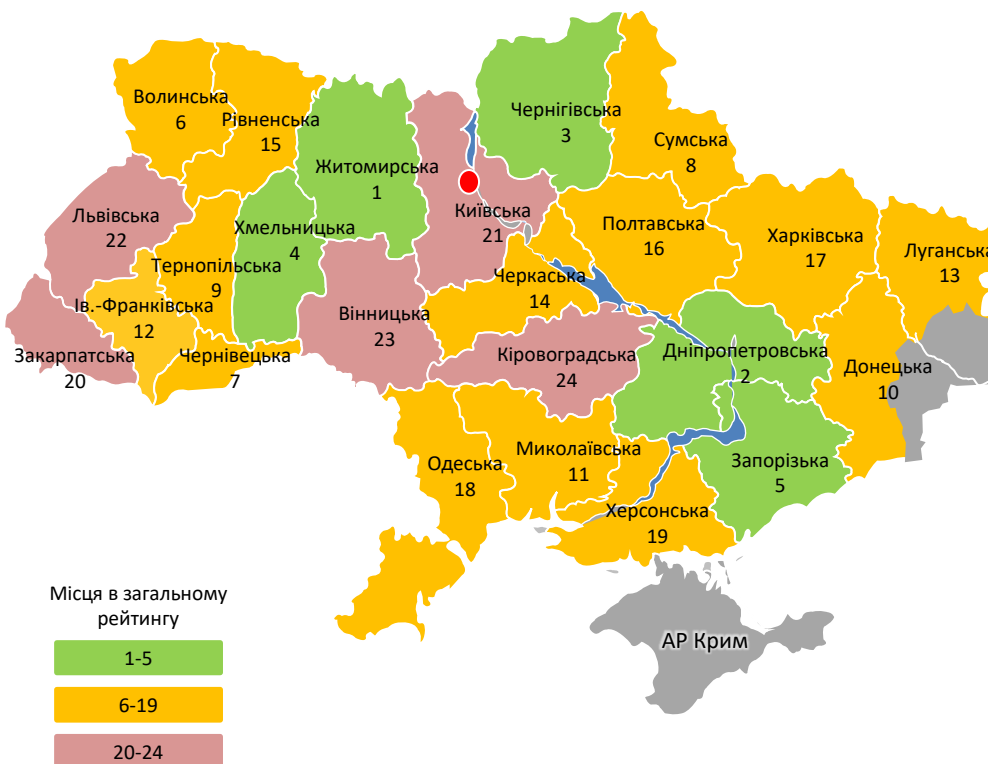 Волинська
6
Рівненська
15
Житомирська
1
Чернігівська
3
Сумська
8
Львівська
22
Хмельницька
4
Київська
21
Полтавська
16
Харківська
17
Луганська
13
Тернопільська
9
Ів.-Франківська
12
Черкаська
14
Вінницька
23
Закарпатська
20
Чернівецька
7
Кіровоградська
24
Дніпропетровська
2
Донецька
10
Одеська
18
Миколаївська
11
Запорізька
5
Херсонська
19
АР Крим
Місця в загальному
рейтингу
1-5
6-19
20-24